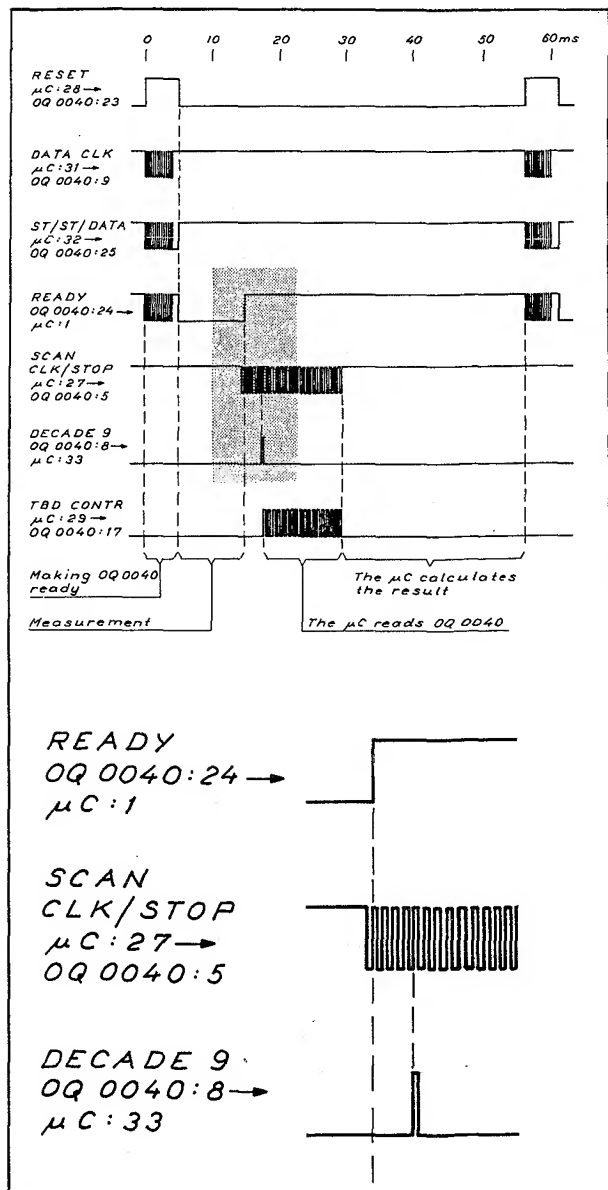 0 10 20 30 40 50 60ms
RESET
μC:28→
OQ 0040:23
DATA CLK
μC:31→
OQ 0040:9
ST/ST/DATA
μC:32→
OQ 0040:25
READY
OQ 0040:24→
μC:1
SCAN
CLK/STOP
μC:27→
OQ 0040:5
DECADE 9
OQ 0040:8→
μC:33
TBD CONTR
μC:29→
OQ 0040:17
Making OQ 0040
ready
The μC calculates
the result
Measurement
The μC reads OQ 0040
READY
OQ 0040:24→
μC:1
SCAN
CLK/STOP
μC:27→
OQ 0040:5
DECADE 9
OQ 0040:8→
μC:33